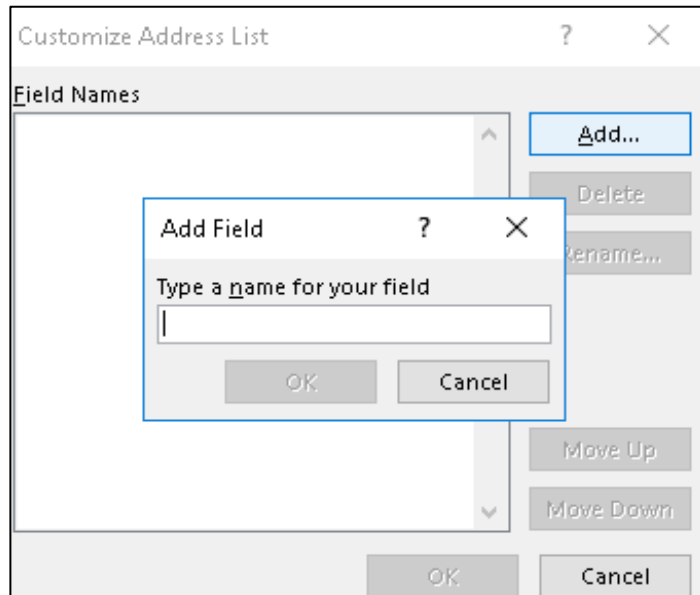 Customize Address List ?
Field Names
Add...
Delete
Rename...
Add Field ?
Type a name for your field
OK Cancel
Move Up
Move Down
OK Cancel